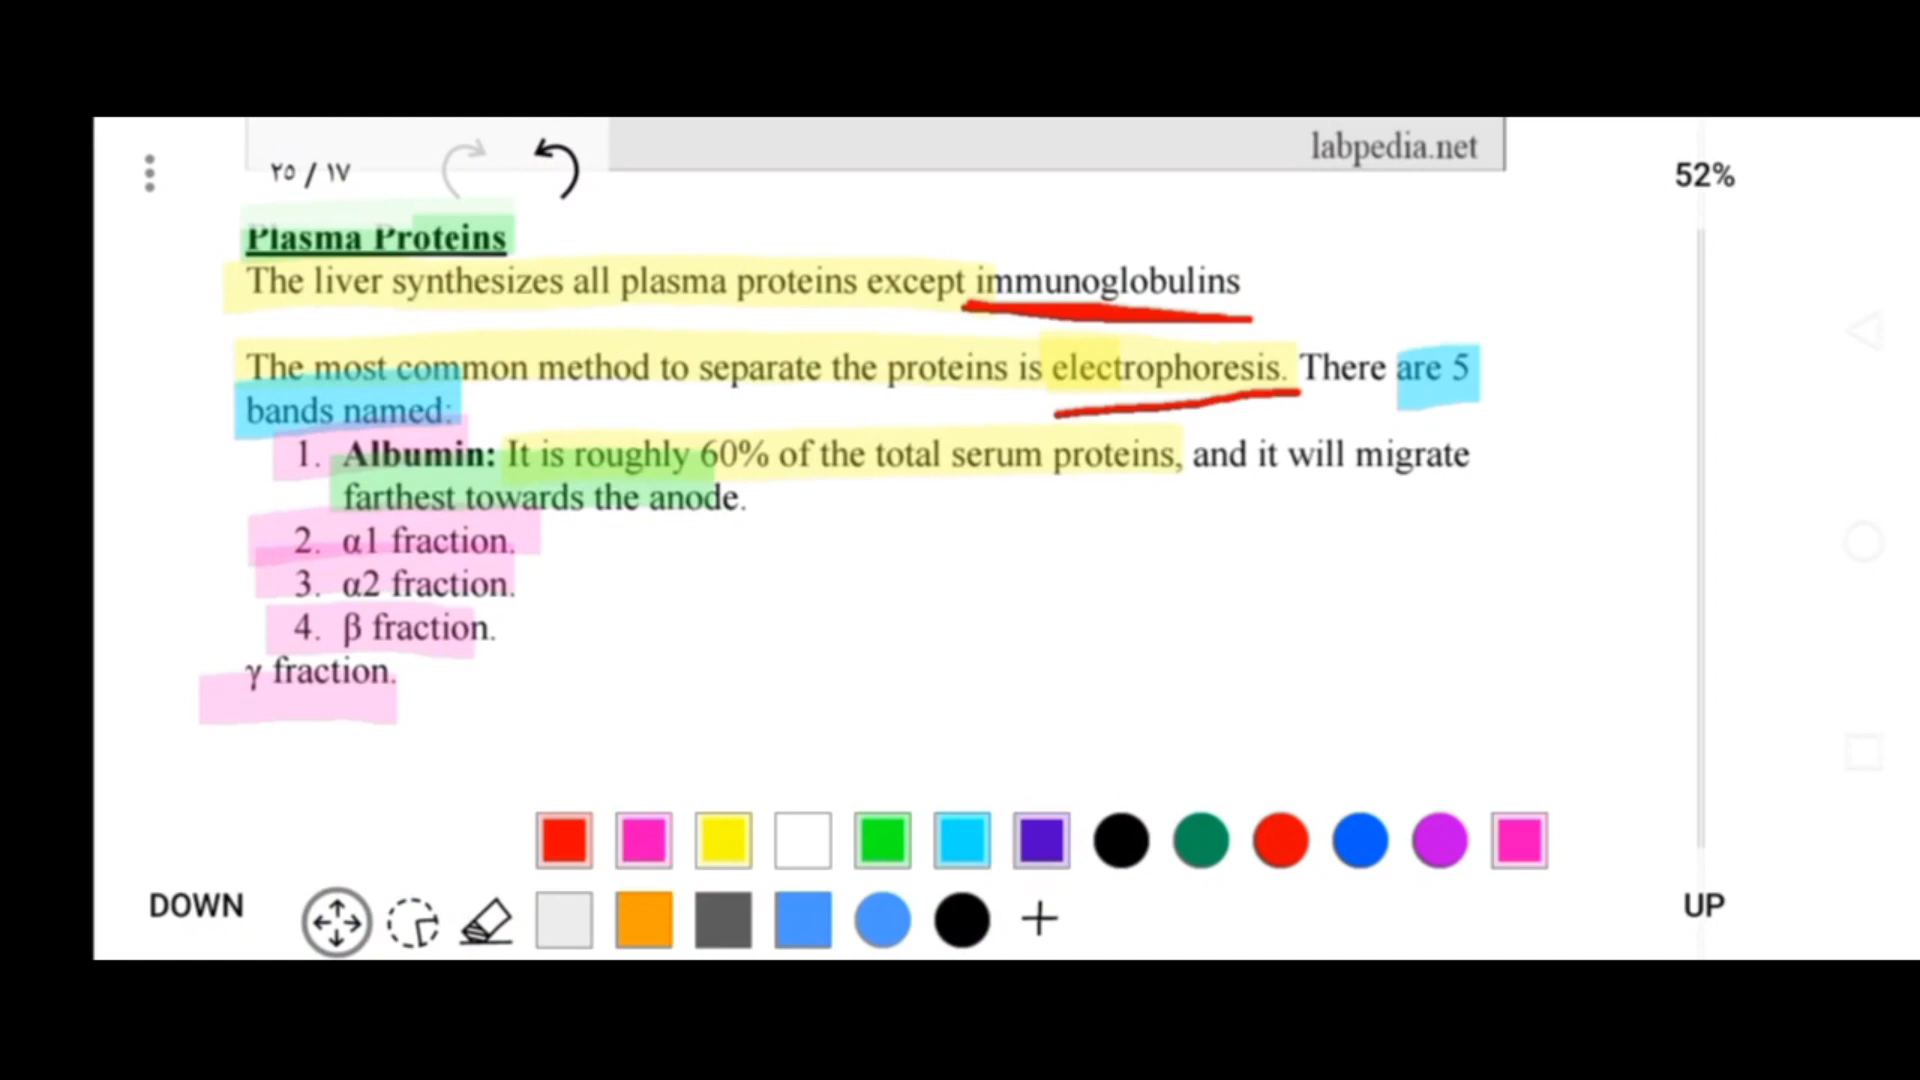 labpedia.net
٢٥ / ١٧
52%
Plasma Proteins
The liver synthesizes all plasma proteins except immunoglobulins
The most common method to separate the proteins is electrophoresis. There are 5
bands named:
1. Albumin: It is roughly 60% of the total serum proteins, and it will migrate
farthest towards the anode.
2. α1 fraction.
3. α2 fraction.
4. β fraction.
γ fraction.
DOWN
UP